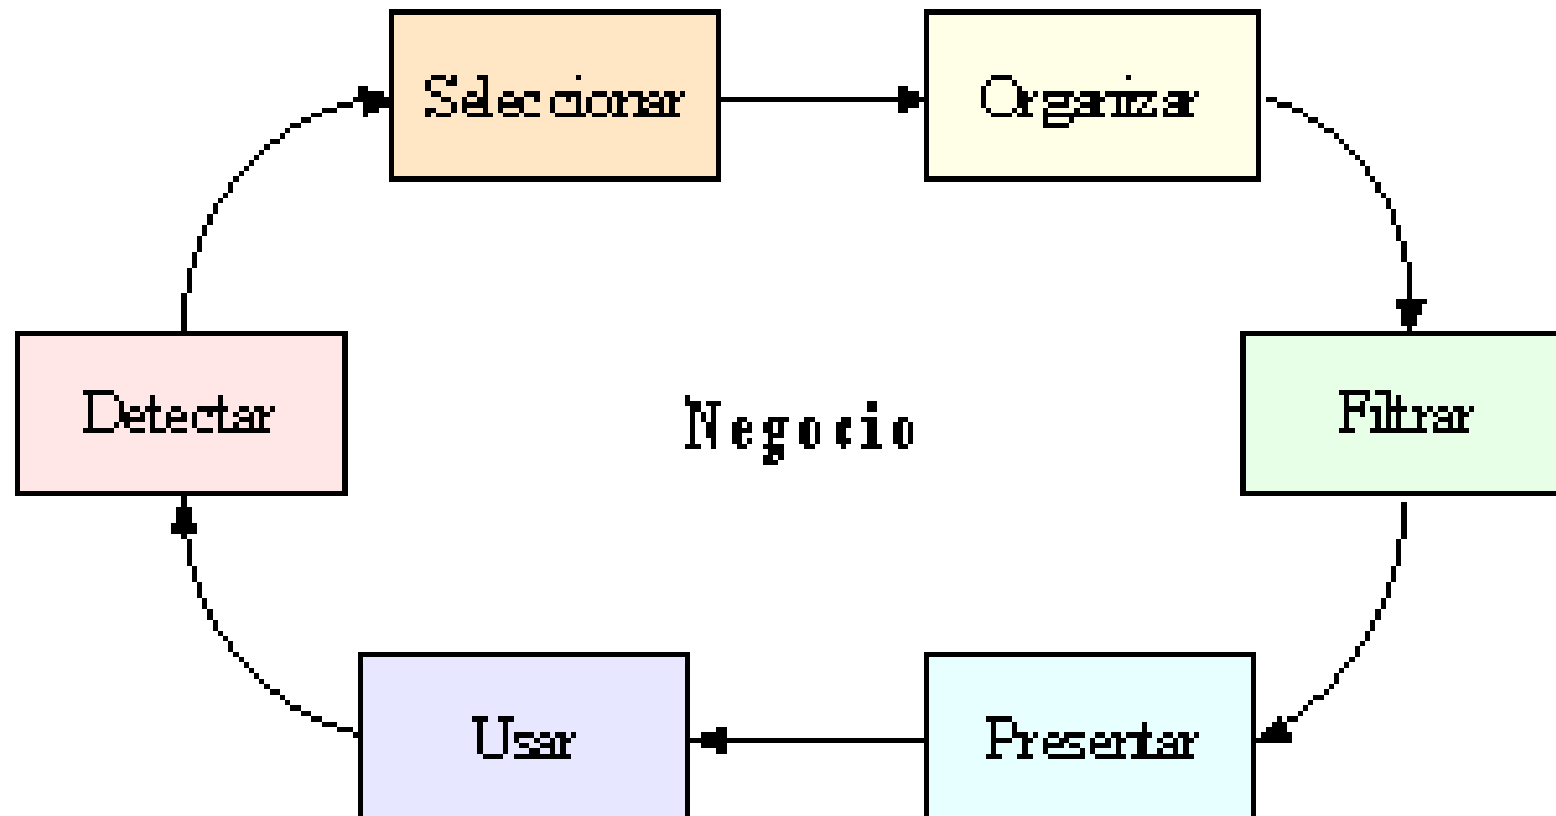 Seleccionar
Organizar
Detectar
Negocio
Filtrar
Usar
Presentar